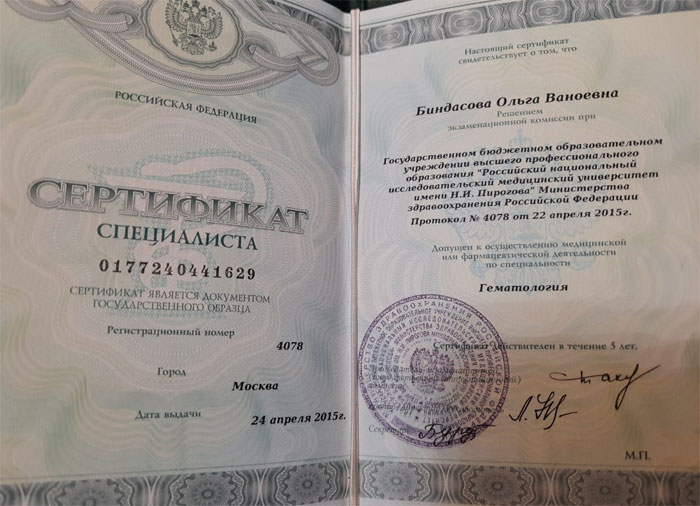 РОССИЙСКАЯ ФЕДЕРАЦИЯ
СЕРТИФИКАТ
СПЕЦИАЛИСТА
0177240441629
СЕРТИФИКАТ ЯВЛЯЕТСЯ ДОКУМЕНТОМ
ГОСУДАРСТВЕННОГО ОБРАЗЦА
Регистрационный номер
4078
Город
Москва
Дата выдачи
24 апреля 2015г.
Настоящий сертификат
свидетельствует о том, что
Биндасова Ольга Ваноевна
Решением
экзаменационной комиссии при
Государственном бюджетном образовательном
учреждении высшего профессионального
образования "Российский национальный
исследовательский медицинский университет
имени Н.И. Пирогова" Министерства
здравоохранения Российской Федерации
Протокол № 4078 от 22 апреля 2015г.
Допущен к осуществлению медицинской
или фармацевтической деятельности
по специальности
Гематология
Сертификат действителен в течение 5 лет.
Секретарь
М.П.